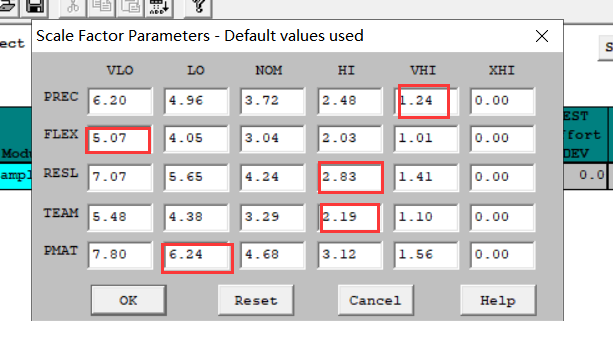 ect
S
Scale Factor Parameters - Default values used
VLO LO NOM HI VHI XHI
PREC 6.20 4.96 3.72 2.48 1.24 0.00
FLEX 5.07 4.05 3.04 2.03 1.01 0.00
RESL 7.07 5.65 4.24 2.83 1.41 0.00
TEAM 5.48 4.38 3.29 2.19 1.10 0.00
PMAT 7.80 6.24 4.68 3.12 1.56 0.00
OK Reset Cancel Help
EST
ffort
Modu DEV
ampl 0.0